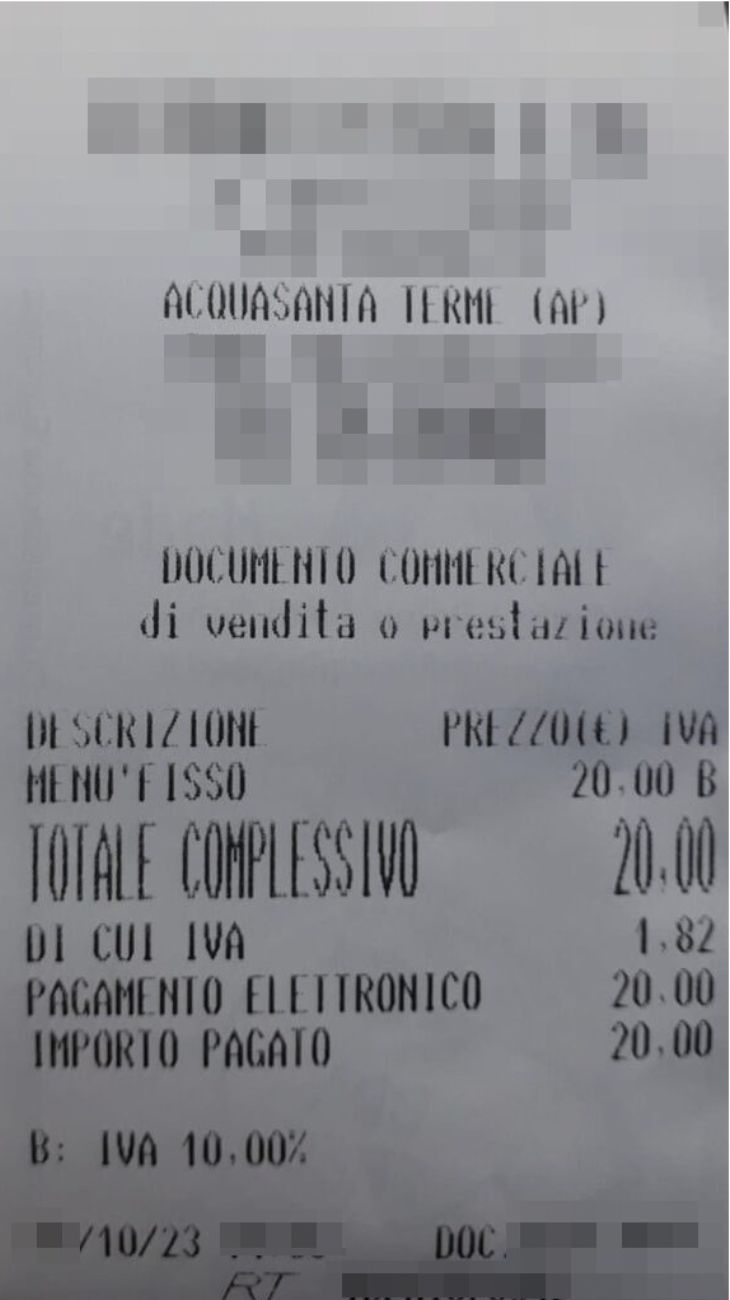 ACQUASANTA TERME (AP)
DOCUMENTO COMMERCIALE
di vendita o prestazione
DESCRIZIONE PREZZO(€) IVA
MENU'FISSO 20,00 B
TOTALE COMPLESSIVO 20,00
DI CUI IVA 1,82
PAGAMENTO ELETTRONICO 20,00
IMPORTO PAGATO 20,00
B: IVA 10,00%
/10/23 DOC.
RT